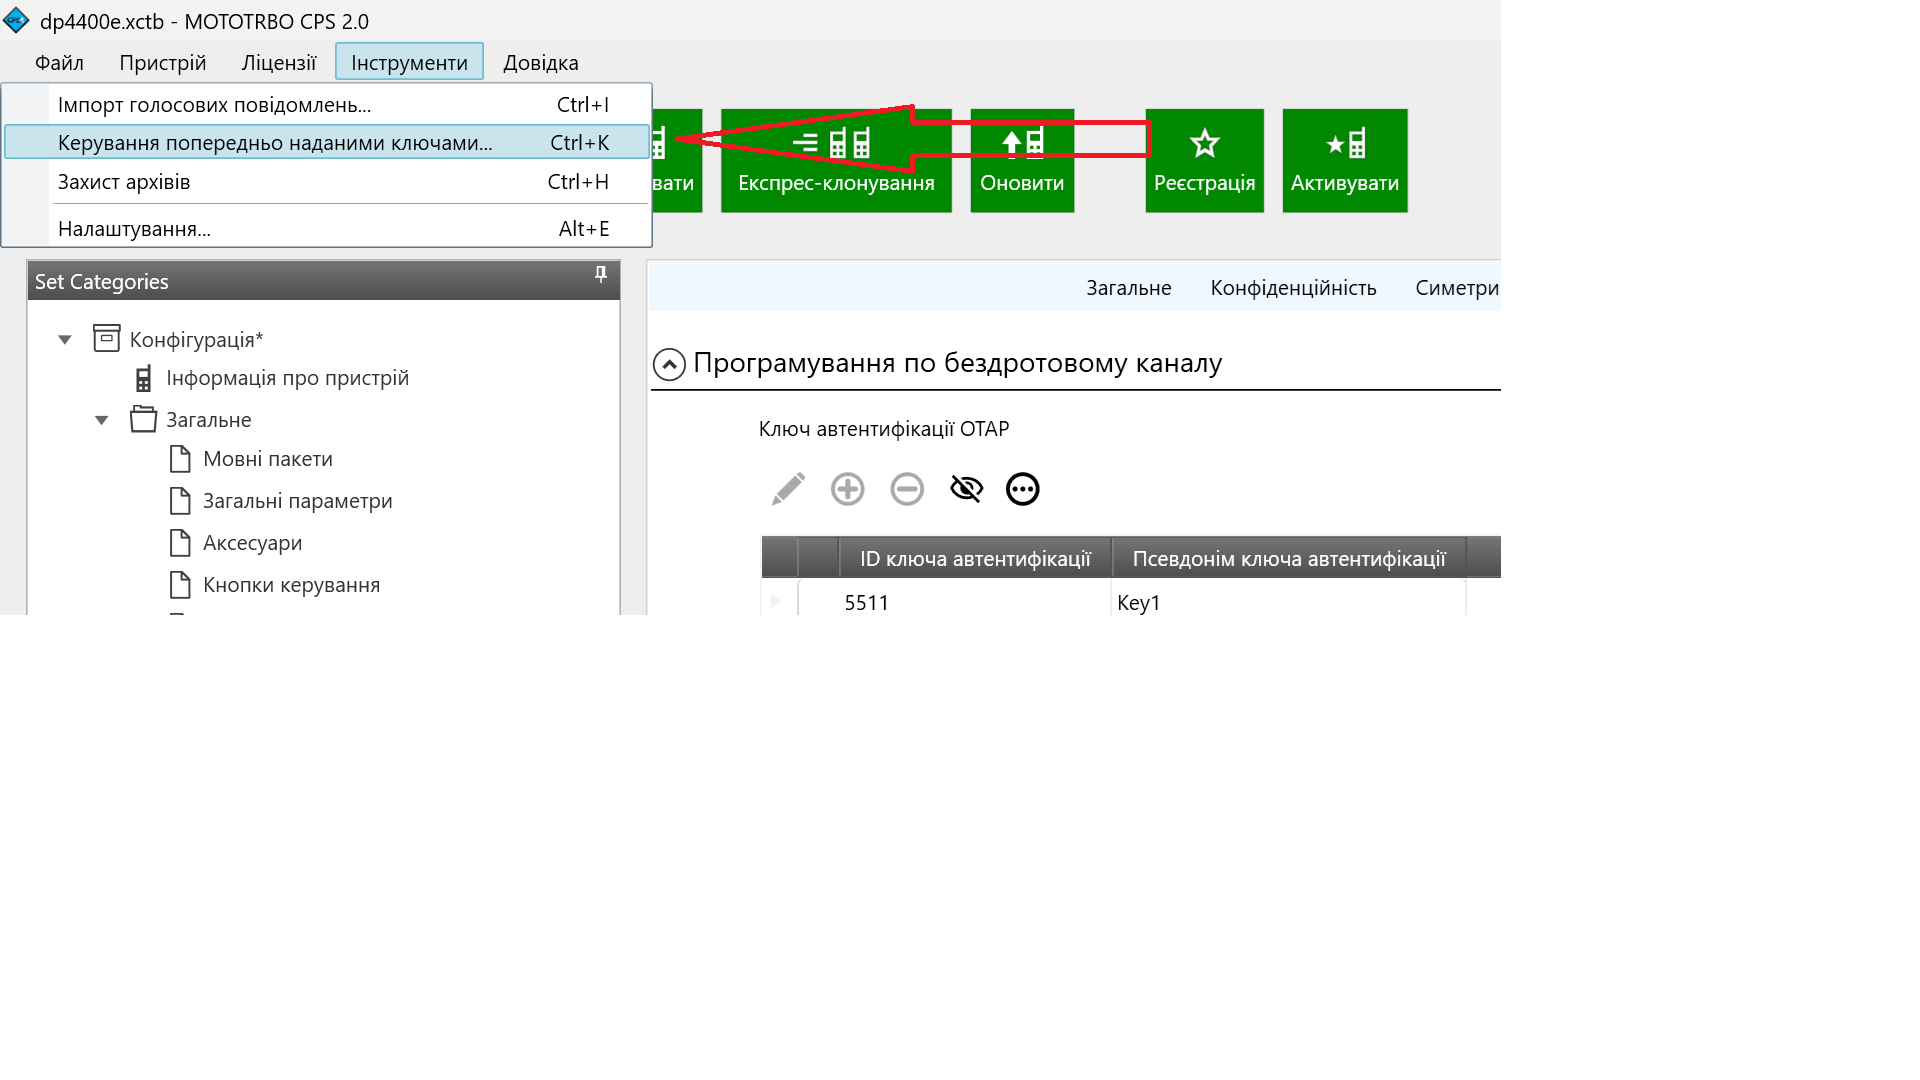 dp4400e.xctb - MOTOTRBO CPS 2.0
Файл Пристрій Ліцензії Інструменти Довідка
Імпорт голосових повідомлень... Ctrl+I
Керування попередньо наданими ключами... Ctrl+K
Захист архівів Ctrl+H
Налаштування... Alt+E
вати Експрес-клонування Оновити Реєстрація Активувати
Set Categories
Конфігурація*
Інформація про пристрій
Загальне
Мовні пакети
Загальні параметри
Аксесуари
Кнопки керування
Загальне Конфіденційність Симетри
Програмування по бездротовому каналу
Ключ автентифікації OTAP
ID ключа автентифікації Псевдонім ключа автентифікації
5511 Key1